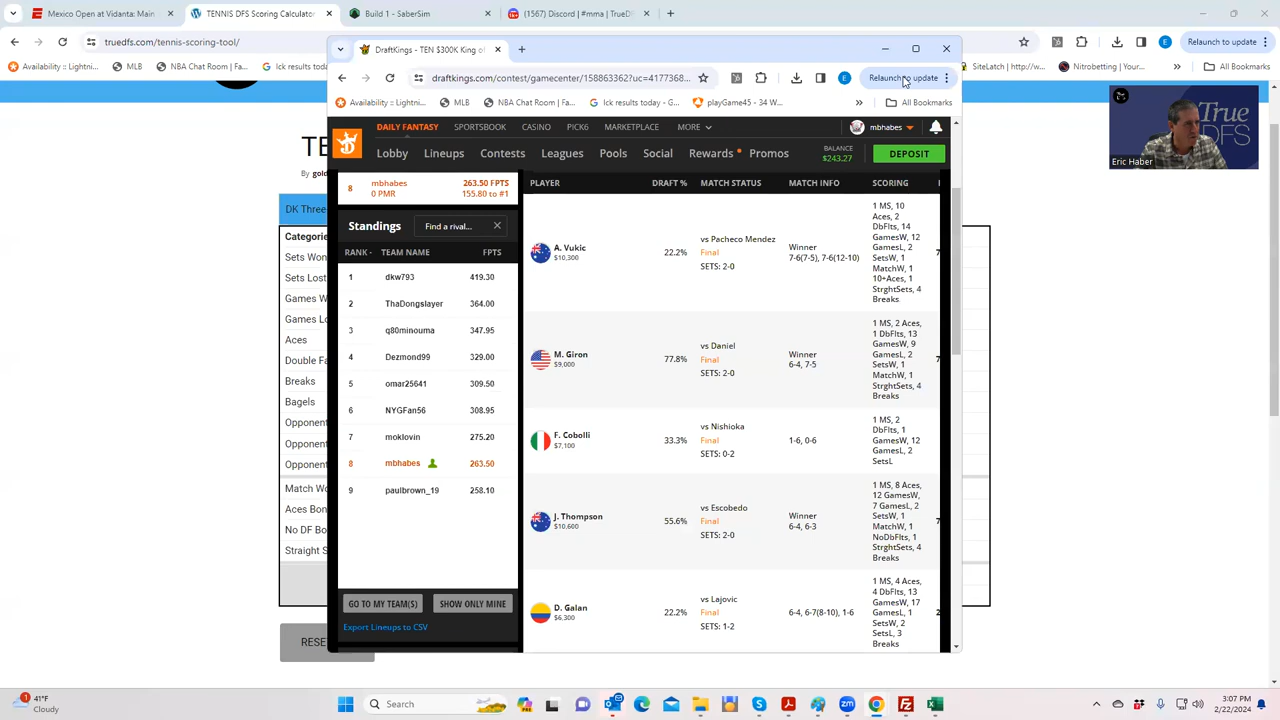 Mexico Open at Vidanta: Main
TENNIS DFS Scoring Calculator
Build 1 - SaberSim
(1567) Discord | #mma | TrueD
truedfs.com/tennis-scoring-tool/
Relaunch to update
Availability :: Lightni...
MLB
NBA Chat Room | Fa...
Ick res
SiteLatch | http://w...
Nitrobetting | Your...
All Bookmarks
DraftKings - TEN $300K King of
draftkings.com/contest/gamecenter/158863362?uc=4177368...
Relaunch to update
Availability :: Lightni...
MLB
NBA Chat Room | Fa...
Ick results today - G...
playGame45 - 34 W...
All Bookmarks
DAILY FANTASY
SPORTSBOOK
CASINO
PICK6
MARKETPLACE
MORE
mbhabes
Lobby
Lineups
Contests
Leagues
Pools
Social
Rewards
Promos
BALANCE
$243.27
DEPOSIT
True
DFS
Eric Haber
TE
By gold
DK Three
Categorie
Sets Won
Sets Lost
Games W
Games Lo
Aces
Double Fa
Breaks
Bagels
Opponen
Opponen
Opponen
Match Wo
Aces Bon
No DF Bo
Straight S
RESE
8
mbhabes
263.50 FPTS
0 PMR
155.80 to #1
Standings
Find a rival...
RANK
TEAM NAME
FPTS
1 dkw793 419.30
2 ThaDongslayer 364.00
3 q80minouma 347.95
4 Dezmond99 329.00
5 omar25641 309.50
6 NYGFan56 308.95
7 moklovin 275.20
8 mbhabes 263.50
9 paulbrown_19 258.10
GO TO MY TEAM(S)
SHOW ONLY MINE
Export Lineups to CSV
PLAYER
DRAFT %
MATCH STATUS
MATCH INFO
SCORING
A. Vukic
$10,300
22.2%
vs Pacheco Mendez
Final
SETS: 2-0
Winner
7-6(7-5), 7-6(12-10)
1 MS, 10
Aces, 2
DbFlts, 14
GamesW, 12
GamesL, 2
SetsW, 1
MatchW, 1
10+Aces, 1
StrghtSets, 4
Breaks
M. Giron
$9,000
77.8%
vs Daniel
Final
SETS: 2-0
Winner
6-4, 7-5
1 MS, 2 Aces,
1 DbFlts, 13
GamesW, 9
GamesL, 2
SetsW, 1
MatchW, 1
StrghtSets, 4
Breaks
F. Cobolli
$7,100
33.3%
vs Nishioka
Final
SETS: 0-2
1-6, 0-6
1 MS, 2
DbFlts, 1
GamesW, 12
GamesL, 2
SetsL
J. Thompson
$10,600
55.6%
vs Escobedo
Final
SETS: 2-0
Winner
6-4, 6-3
1 MS, 8 Aces,
12 GamesW,
7 GamesL, 2
SetsW, 1
MatchW, 1
NoDbFlts, 1
StrghtSets, 4
Breaks
D. Galan
$6,300
22.2%
vs Lajovic
Final
SETS: 1-2
6-4, 6-7(8-10), 1-6
1 MS, 4 Aces,
4 DbFlts, 13
GamesW, 17
GamesL, 1
SetsW, 2
SetsL, 3
Breaks
41°F
Cloudy
Search
3:07 PM
2/22/2024